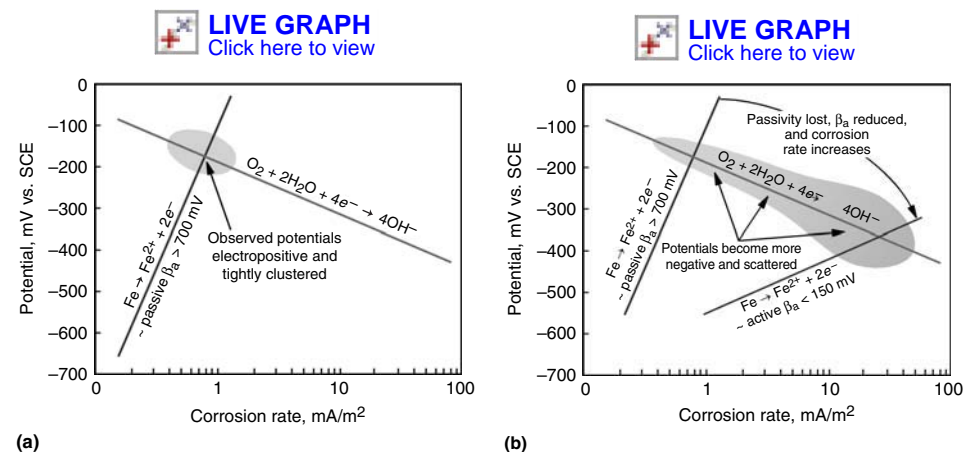 LIVE GRAPH
Click here to view
0
–100
–200
–300
–400
–500
–600
–700
Potential, mV vs. SCE
O2 + 2H2O + 4e– → 4OH–
Fe → Fe2+ + 2e–
~ passive βa > 700 mV
Observed potentials
electropositive and
tightly clustered
0 1 10 100
Corrosion rate, mA/m2
(a)
LIVE GRAPH
Click here to view
0
–100
–200
–300
–400
–500
–600
–700
Potential, mV vs. SCE
Passivity lost, βa reduced,
and corrosion
rate increases
O2 + 2H2O + 4e– 4OH–
Fe → Fe2+ + 2e–
~ passive βa > 700 mV
Potentials become more
negative and scattered
Fe → Fe2+ + 2e–
~ active βa < 150 mV
0 1 10 100
Corrosion rate, mA/m2
(b)